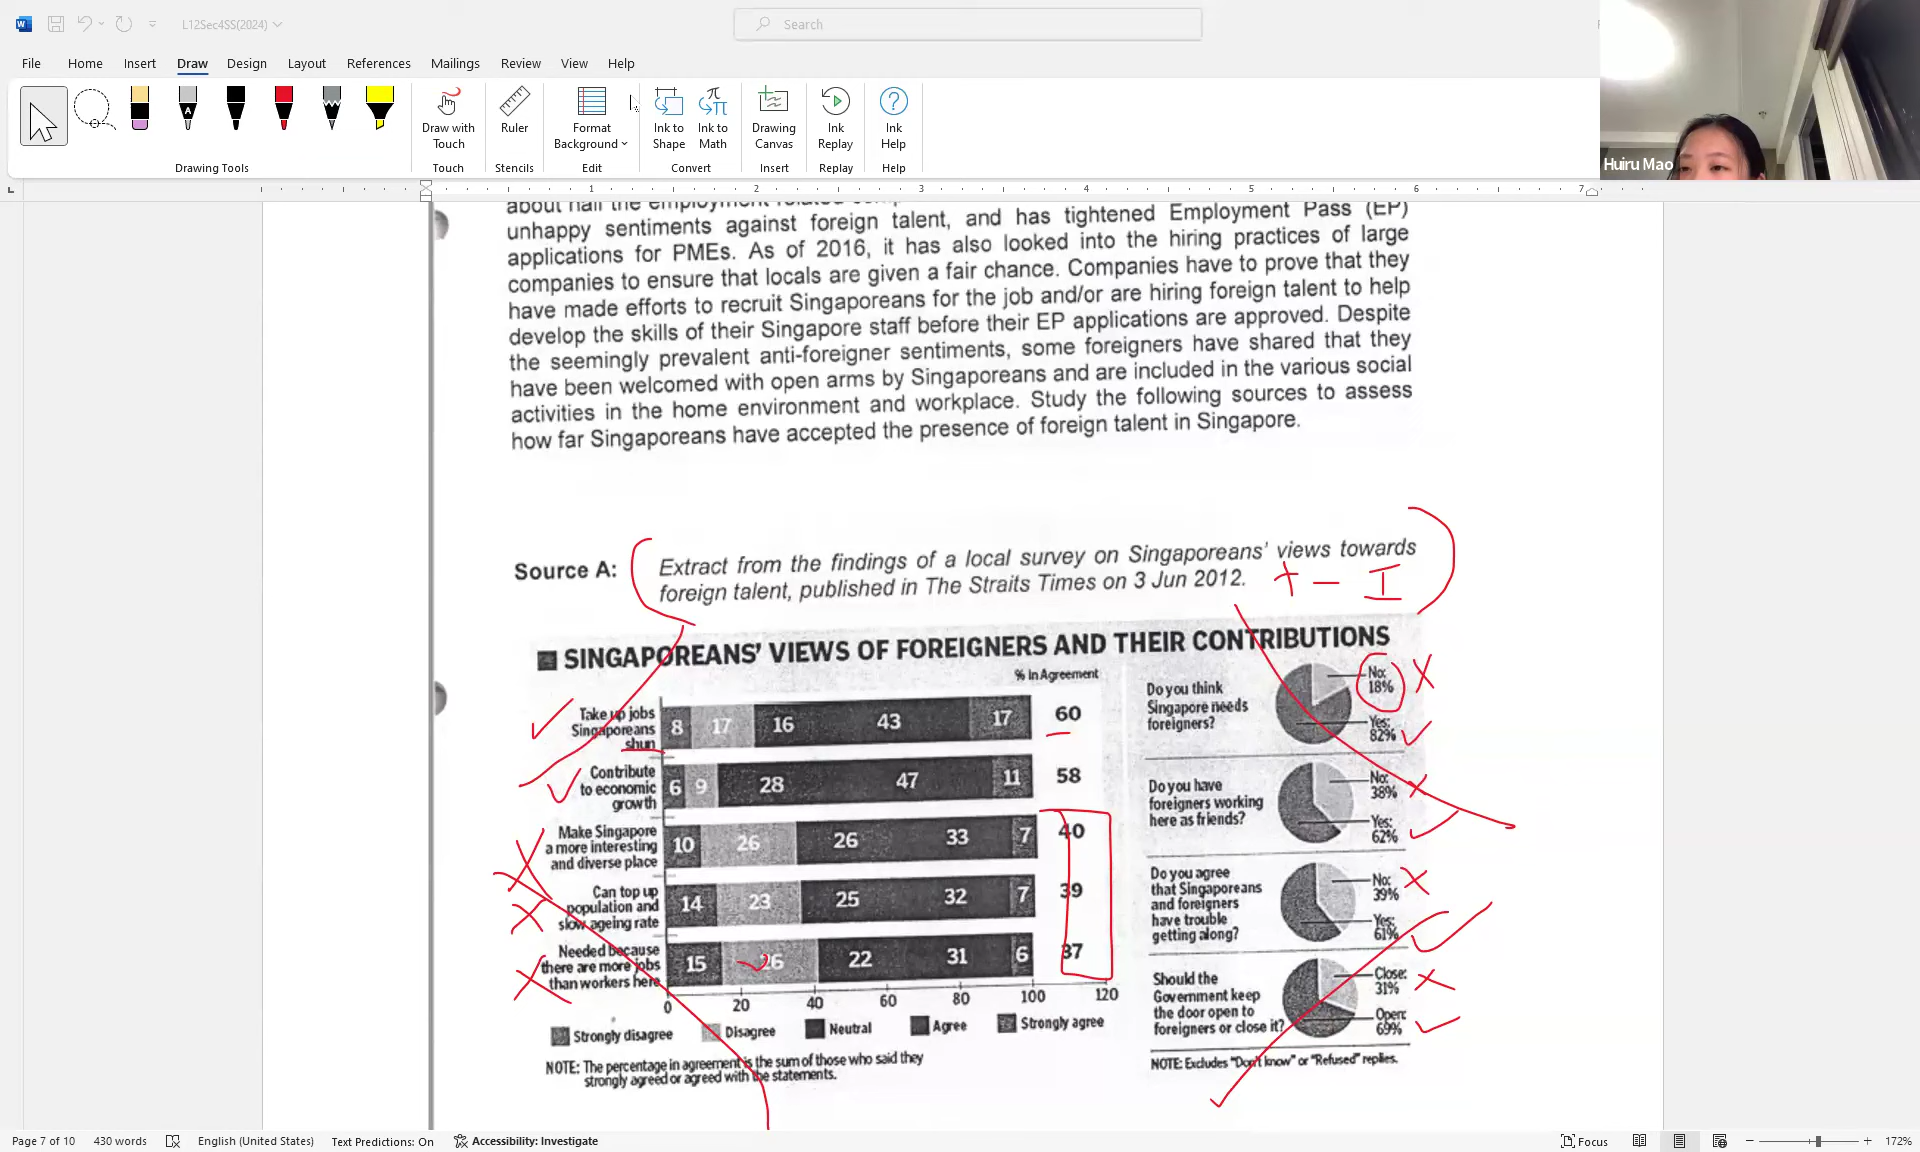 L12Sec4SS(2024)
Search
File
Home
Insert
Draw
Design
Layout
References
Mailings
Review
View
Help
Draw with
Touch
Ruler
Format
Background
Ink to
Shape
Ink to
Math
Drawing
Canvas
Ink
Replay
Ink
Help
Drawing Tools
Touch
Stencils
Edit
Convert
Insert
Replay
Help
Huiru Mao
1 2 3 4 5 6 7
about half the employment related
unhappy sentiments against foreign talent, and has tightened Employment Pass (EP)
applications for PMEs. As of 2016, it has also looked into the hiring practices of large
companies to ensure that locals are given a fair chance. Companies have to prove that they
have made efforts to recruit Singaporeans for the job and/or are hiring foreign talent to help
develop the skills of their Singapore staff before their EP applications are approved. Despite
the seemingly prevalent anti-foreigner sentiments, some foreigners have shared that they
have been welcomed with open arms by Singaporeans and are included in the various social
activities in the home environment and workplace. Study the following sources to assess
how far Singaporeans have accepted the presence of foreign talent in Singapore.
Source A:
Extract from the findings of a local survey on Singaporeans' views towards
foreign talent, published in The Straits Times on 3 Jun 2012.
+ - I
SINGAPOREANS' VIEWS OF FOREIGNERS AND THEIR CONTRIBUTIONS
% In Agreement
Take up jobs
Singaporeans
shun
8 17 16 43 17 60
Contribute
to economic
growth
6 9 28 47 11 58
Make Singapore
a more interesting
and diverse place
10 26 26 33 7 40
Can top up
population and
slow ageing rate
14 23 25 32 7 39
Needed because
there are more jobs
than workers here
15 26 22 31 6 37
0 20 40 60 80 100 120
Strongly disagree
Disagree
Neutral
Agree
Strongly agree
NOTE: The percentage in agreement is the sum of those who said they
strongly agreed or agreed with the statements.
Do you think
Singapore needs
foreigners?
No:
18%
X
Yes:
82%
Do you have
foreigners working
here as friends?
No:
38%
X
Yes:
62%
Do you agree
that Singaporeans
and foreigners
have trouble
getting along?
No:
39%
X
Yes:
61%
Should the
Government keep
the door open to
foreigners or close it?
Close:
31%
X
Open:
69%
NOTE: Excludes "Don't know" or "Refused" replies.
Page 7 of 10
430 words
English (United States)
Text Predictions: On
Accessibility: Investigate
Focus
172%